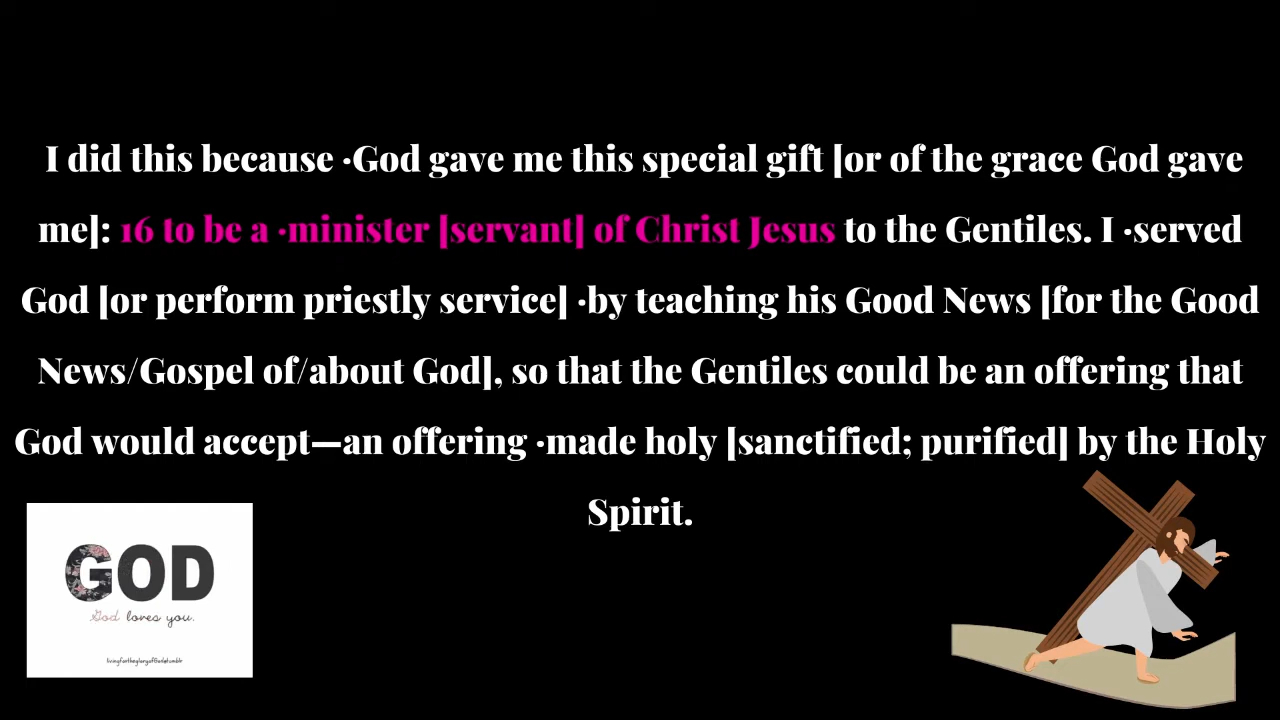 I did this because ·God gave me this special gift [or of the grace God gave
me]: 16 to be a ·minister [servant] of Christ Jesus to the Gentiles. I ·served
God [or perform priestly service] ·by teaching his Good News [for the Good
News/Gospel of/about God], so that the Gentiles could be an offering that
God would accept—an offering ·made holy [sanctified; purified] by the Holy
Spirit.
GOD
God loves you.
livingforthegloryofGod@tumblr